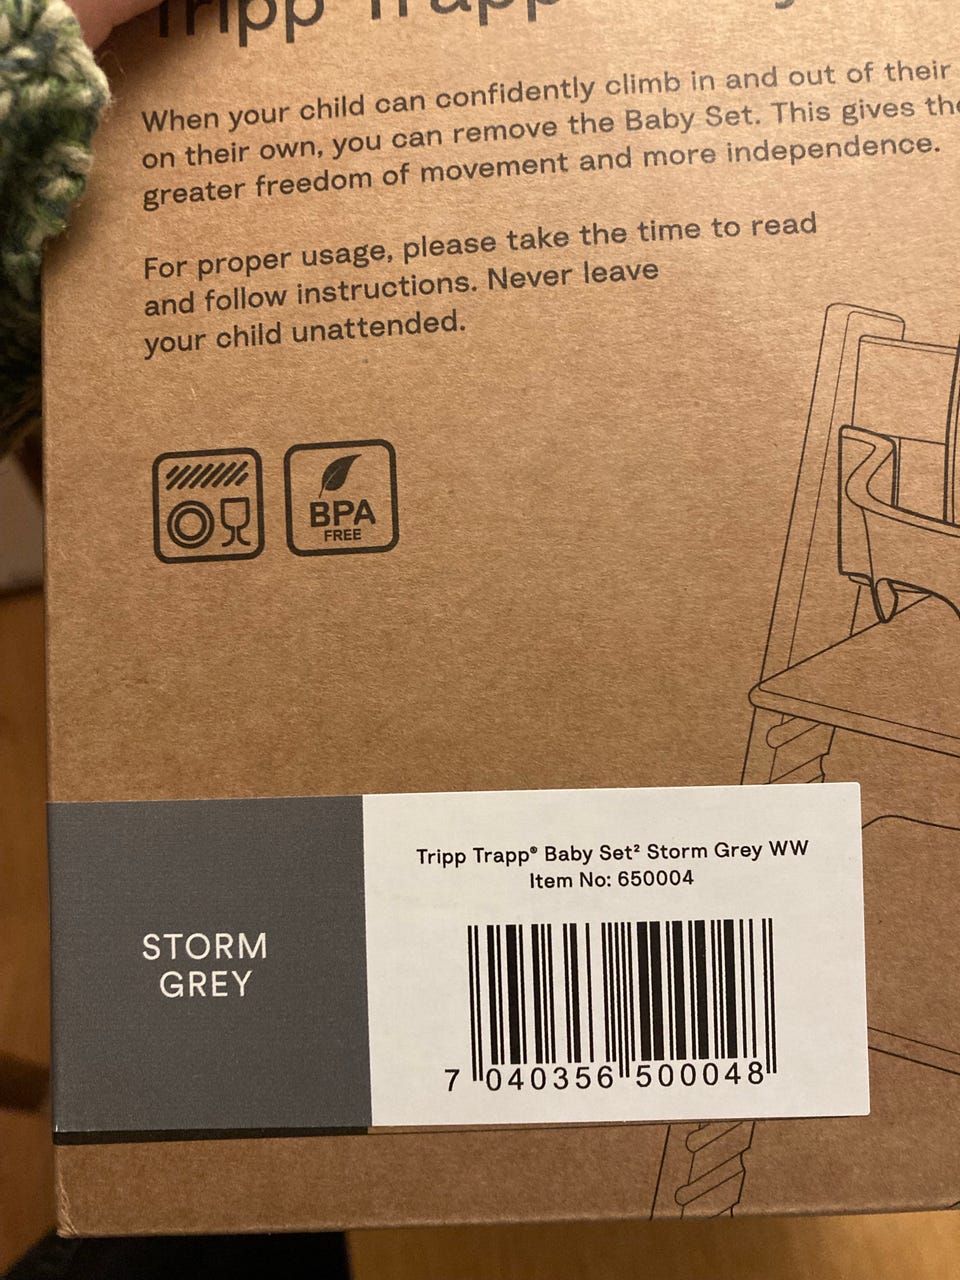 Tripp Trapp
When your child can confidently climb in and out of their
on their own, you can remove the Baby Set. This gives
greater freedom of movement and more independence.
For proper usage, please take the time to read
and follow instructions. Never leave
your child unattended.
BPA
FREE
STORM
GREY
Tripp Trapp® Baby Set² Storm Grey WW
Item No: 650004
7 040356 500048